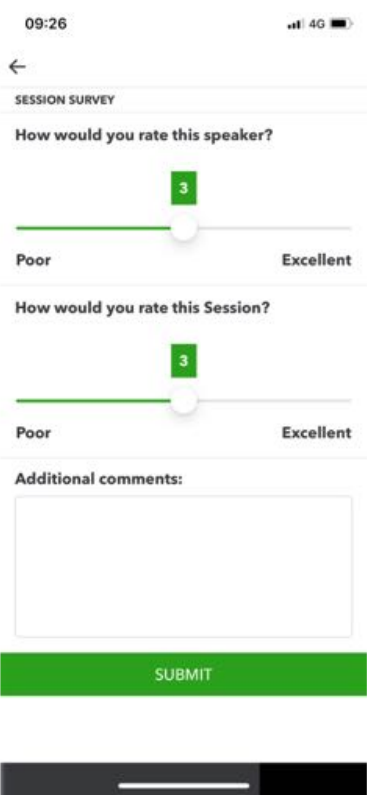 09:26 4G
SESSION SURVEY
How would you rate this speaker?
3
Poor Excellent
How would you rate this Session?
3
Poor Excellent
Additional comments:
SUBMIT